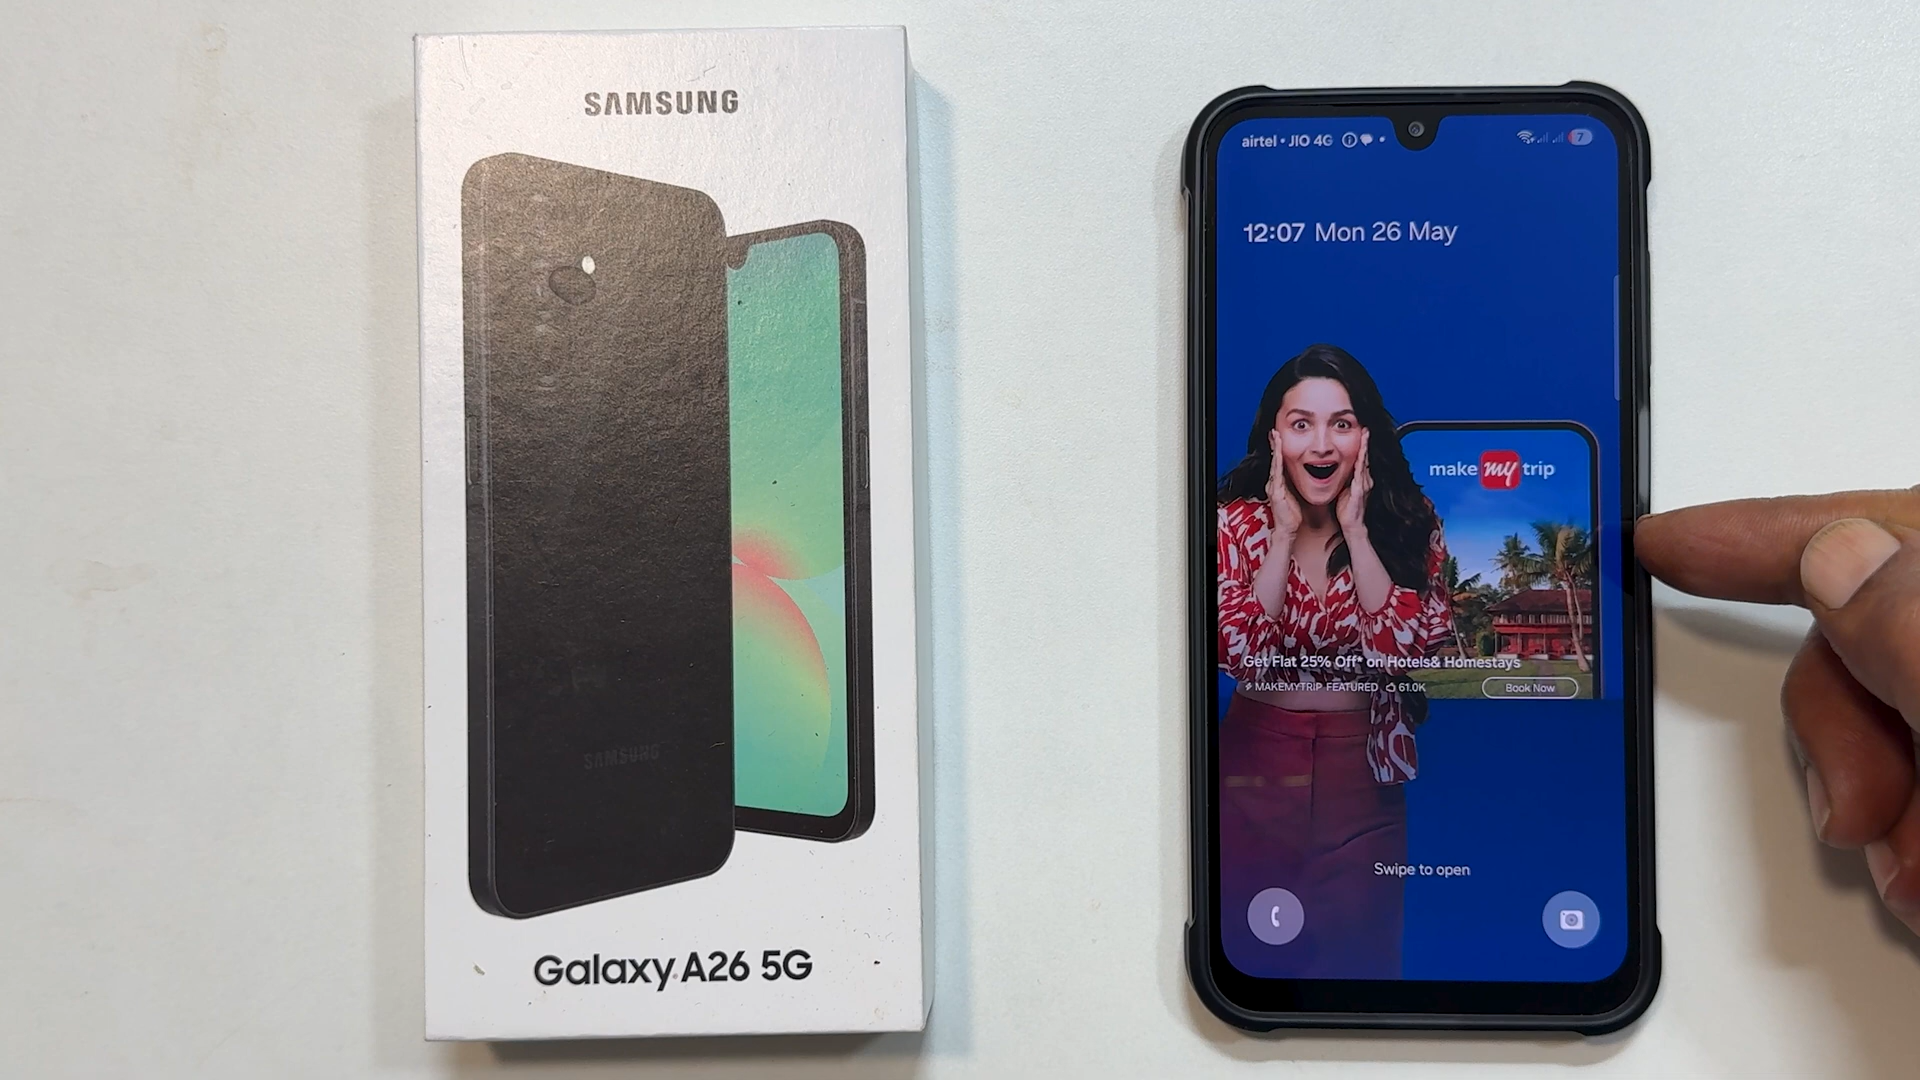 SAMSUNG
SAMSUNG
Galaxy A26 5G
airtel • JIO 4G
7
12:07 Mon 26 May
make my trip
Get Flat 25% Off* on Hotels& Homestays
MAKEMYTRIP FEATURED 61.0K
Book Now
Swipe to open